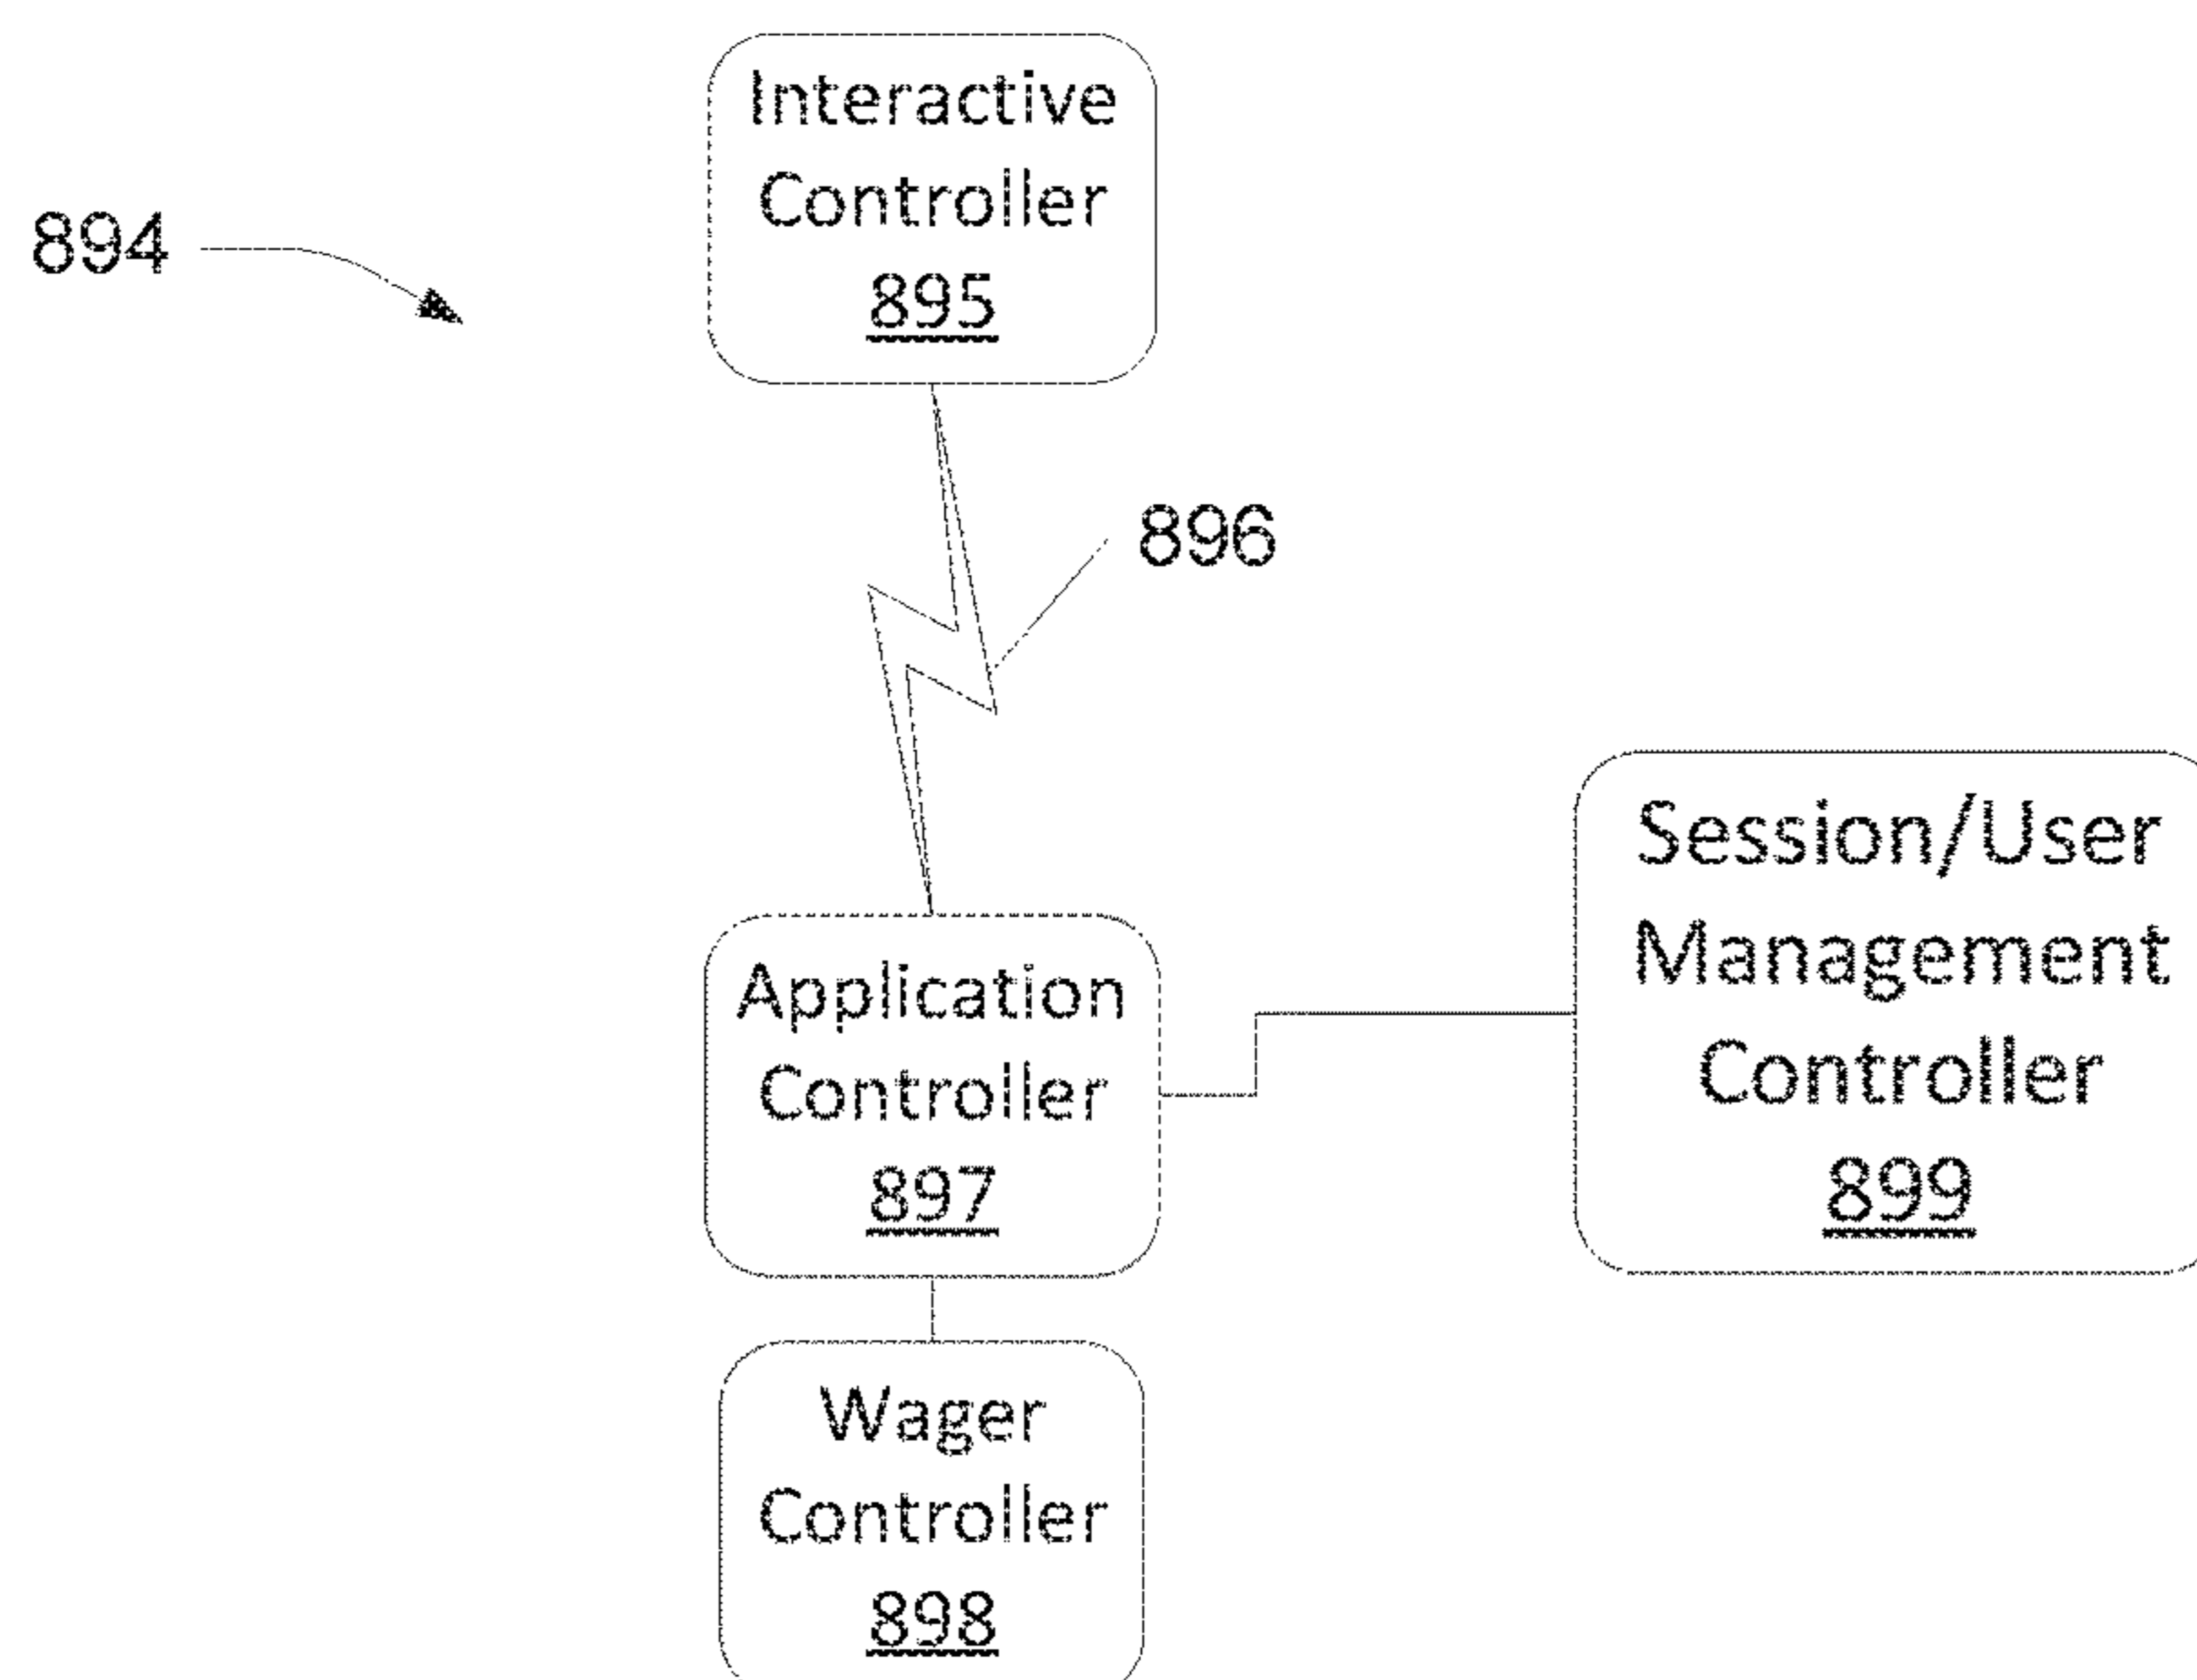 Interactive
Controller
895
894
896
Application
Controller
897
Session/User
Management
Controller
899
Wager
Controller
898